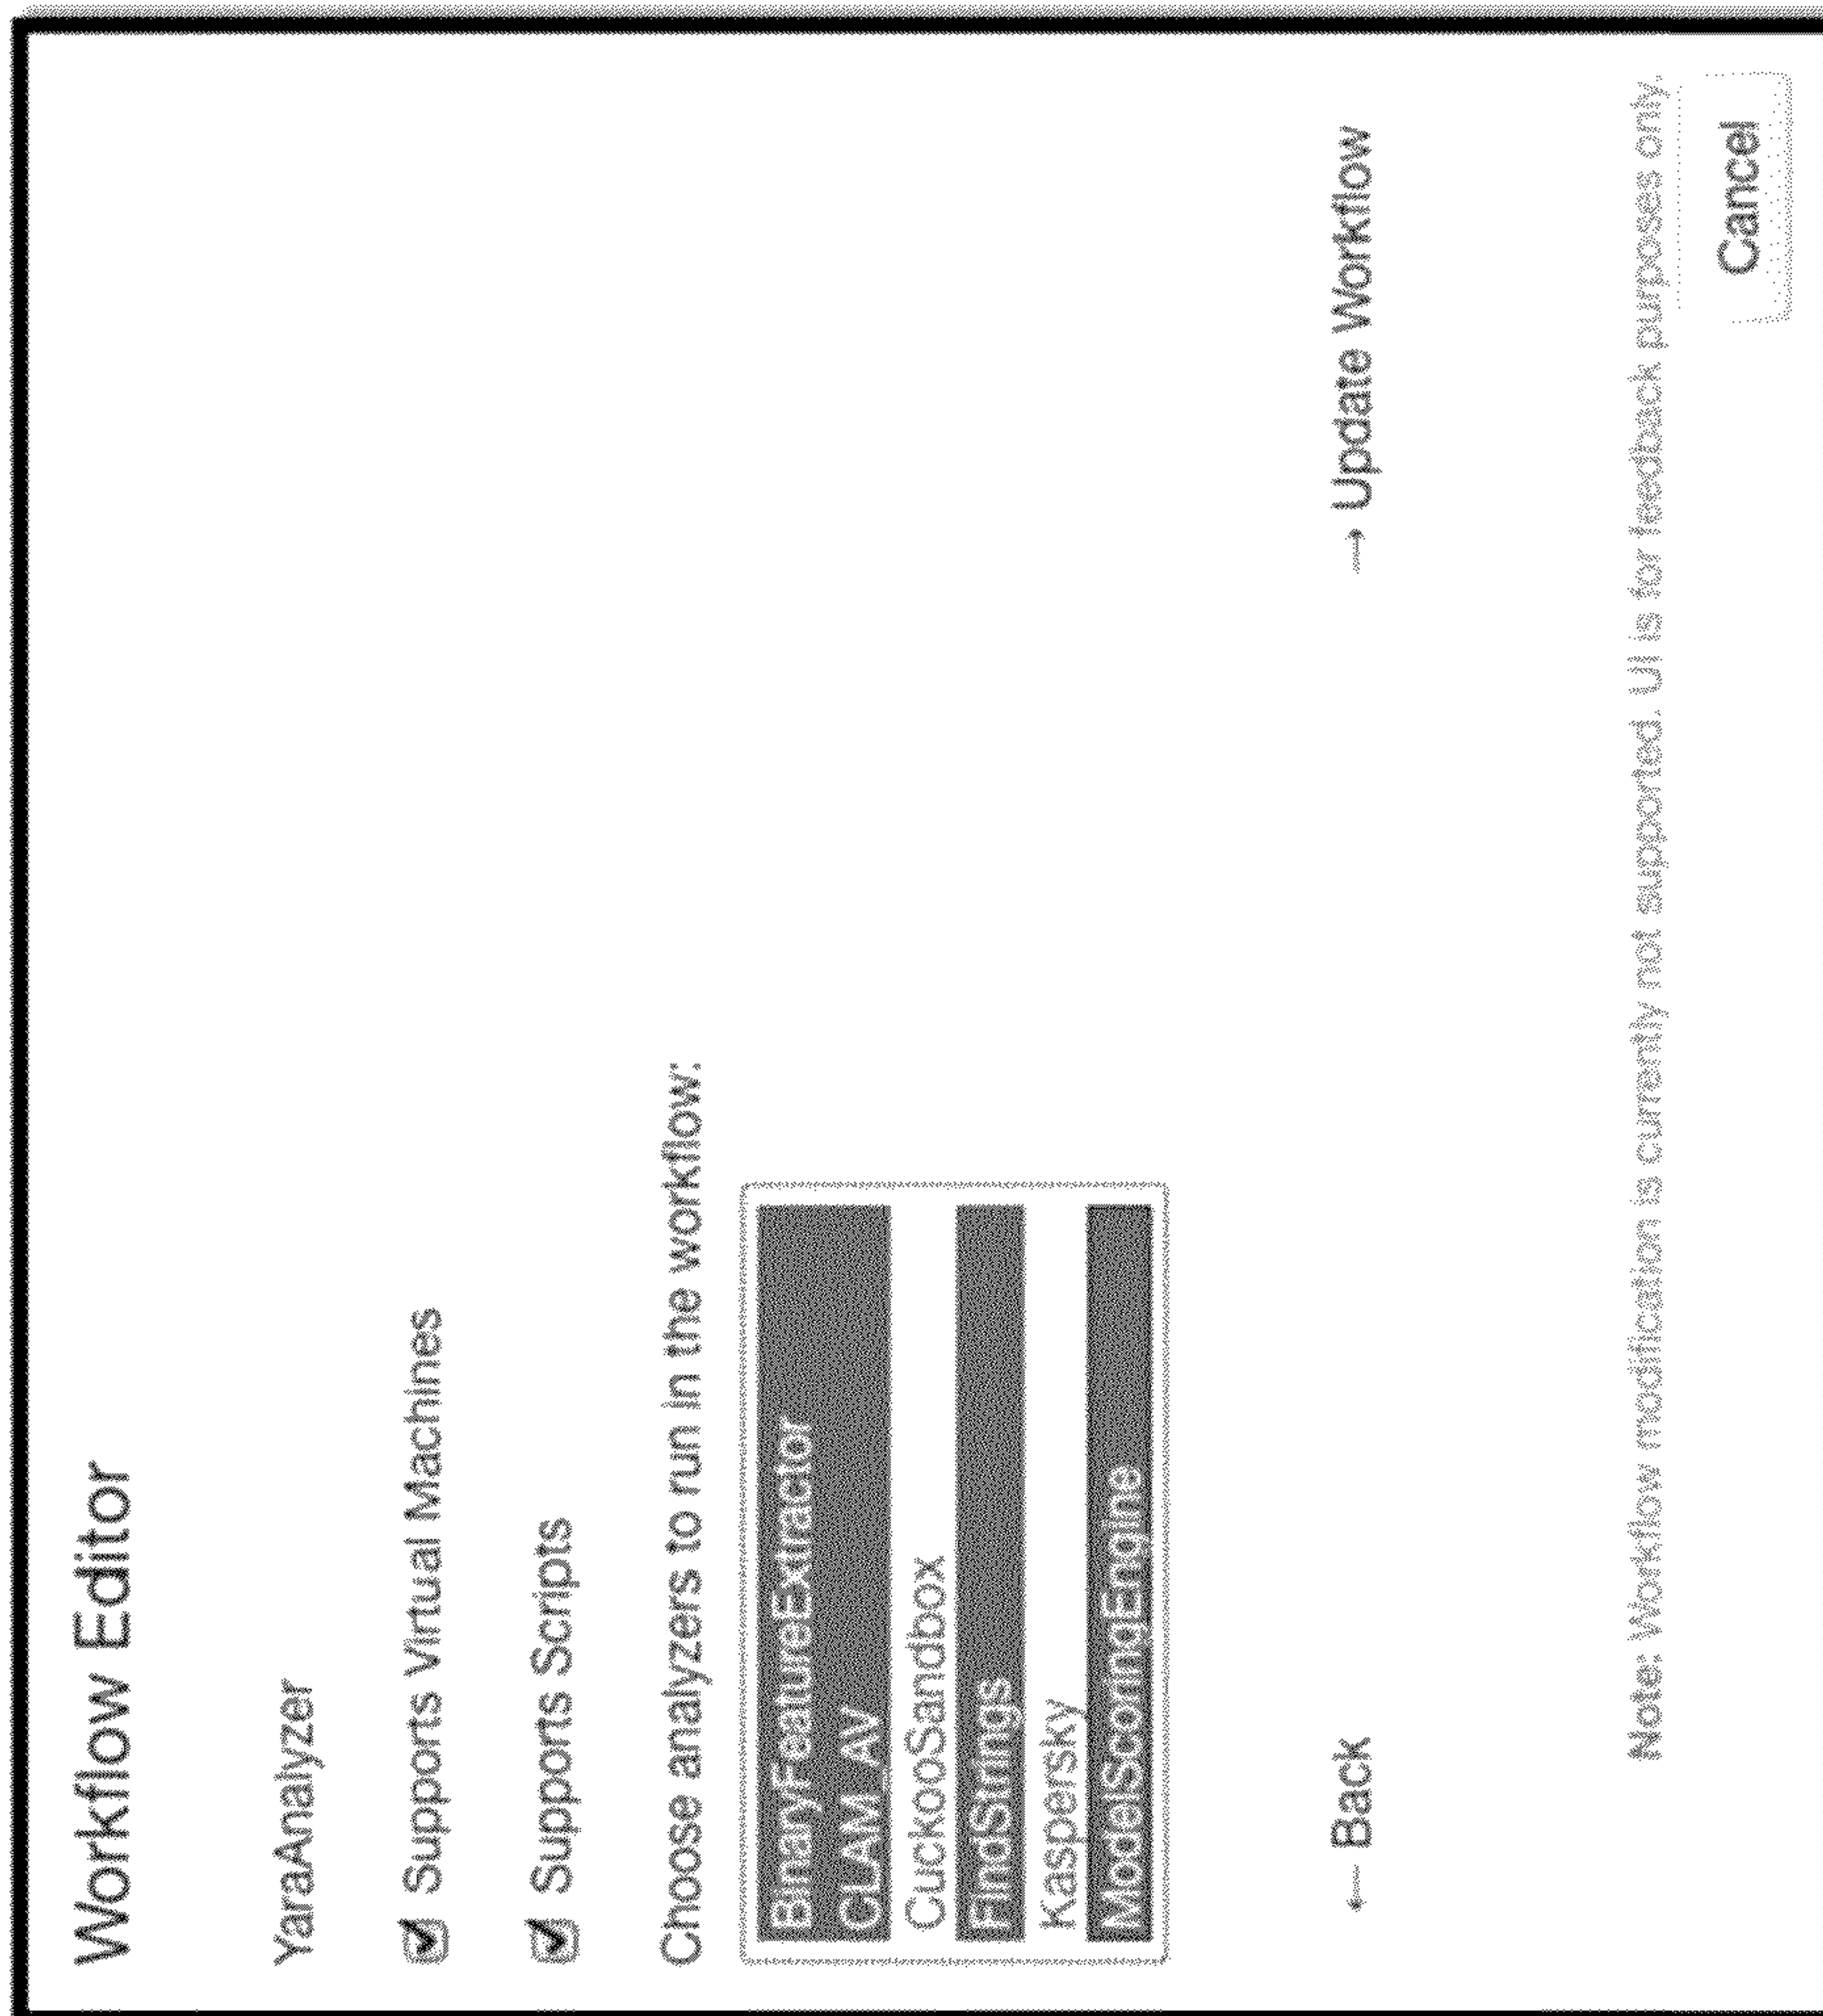 Workflow Editor
YaraAnalyzer
Supports Virtual Machines
Supports Scripts
Choose analyzers to run in the workflow:
BinaryFeatureExtractor
CLAM_AV
CuckooSandbox
FindStrings
Kaspersky
ModelScoringEngine
← Back → Update Workflow
Note: Workflow modification is currently not supported. UI is for feedback purposes only.
Cancel